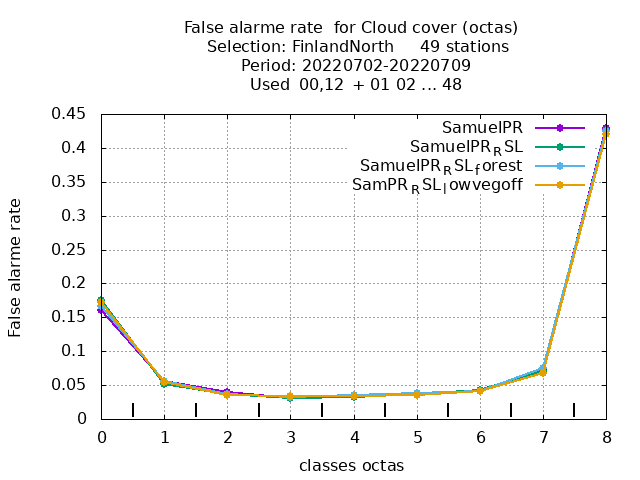 False alarme rate for Cloud cover (octas)
Selection: FinlandNorth 49 stations
Period: 20220702-20220709
Used 00,12 + 01 02 ... 48
SamuelPR
SamuelPR_RSL
SamuelPR_RSL_forest
SamPR_RSL_lowvegoff
False alarme rate
0.45
0.4
0.35
0.3
0.25
0.2
0.15
0.1
0.05
0
0 1 2 3 4 5 6 7 8
classes octas